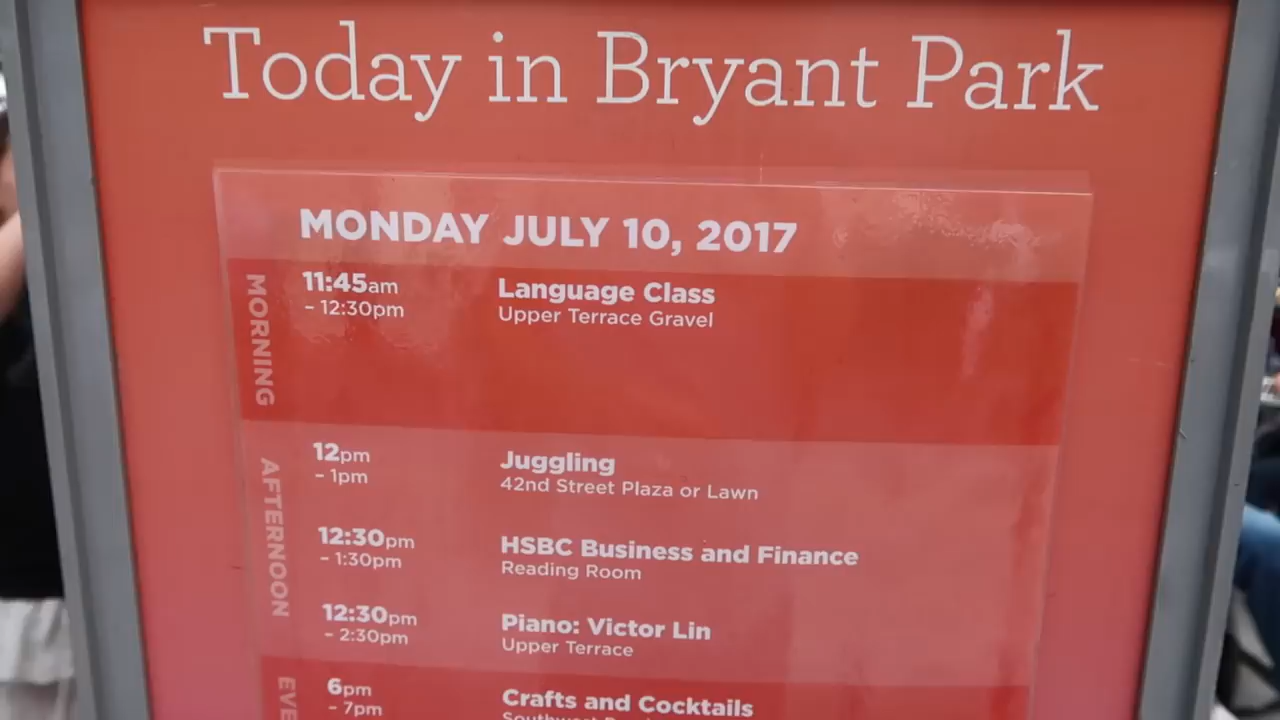 Today in Bryant Park
MONDAY JULY 10, 2017
MORNING
11:45am
– 12:30pm
Language Class
Upper Terrace Gravel
AFTERNOON
12pm
– 1pm
Juggling
42nd Street Plaza or Lawn
12:30pm
– 1:30pm
HSBC Business and Finance
Reading Room
12:30pm
– 2:30pm
Piano: Victor Lin
Upper Terrace
EVE
6pm
– 7pm
Crafts and Cocktails